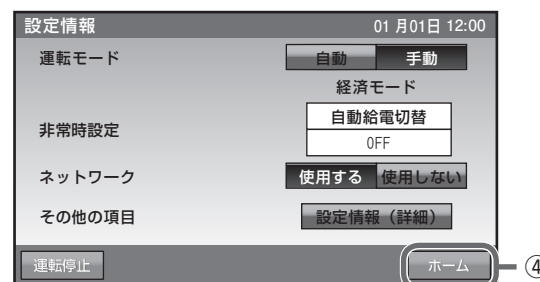 設定情報 01月01日 12:00
運転モード 自動 手動
経済モード
非常時設定 自動給電切替
OFF
ネットワーク 使用する 使用しない
その他の項目 設定情報（詳細）
運転停止 ホーム ④